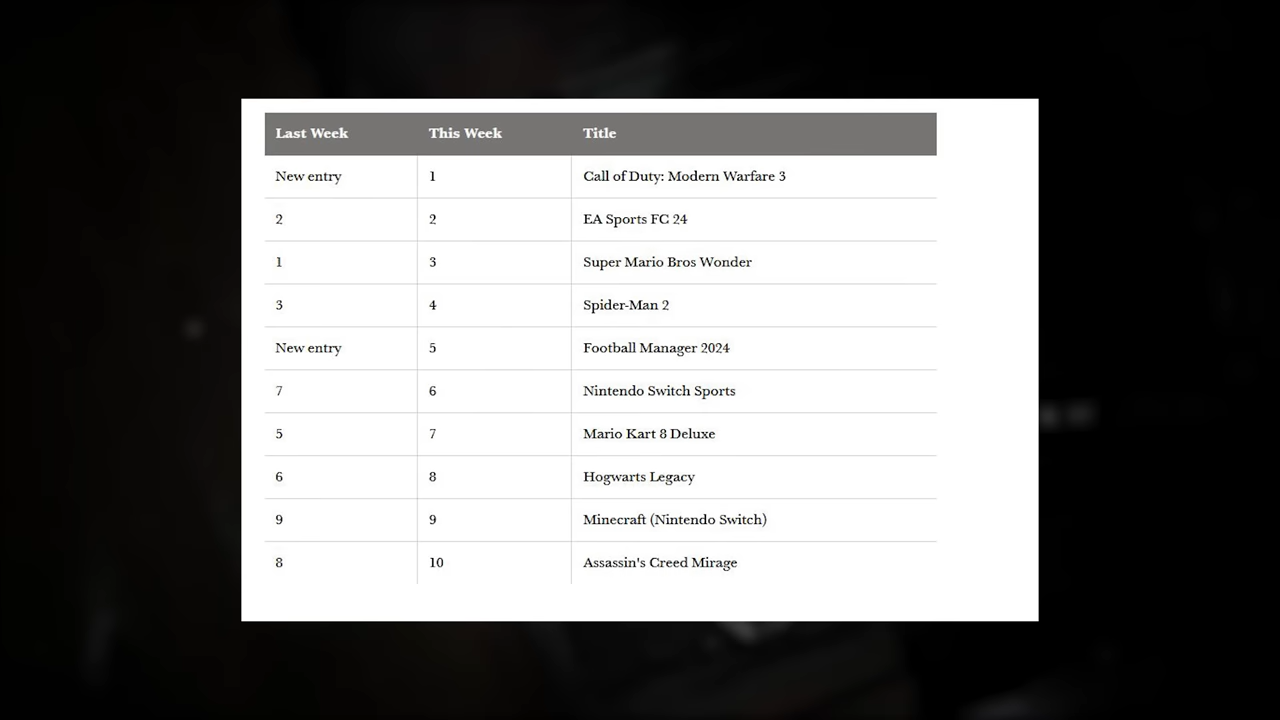 Last Week This Week Title
New entry 1 Call of Duty: Modern Warfare 3
2 2 EA Sports FC 24
1 3 Super Mario Bros Wonder
3 4 Spider-Man 2
New entry 5 Football Manager 2024
7 6 Nintendo Switch Sports
5 7 Mario Kart 8 Deluxe
6 8 Hogwarts Legacy
9 9 Minecraft (Nintendo Switch)
8 10 Assassin's Creed Mirage